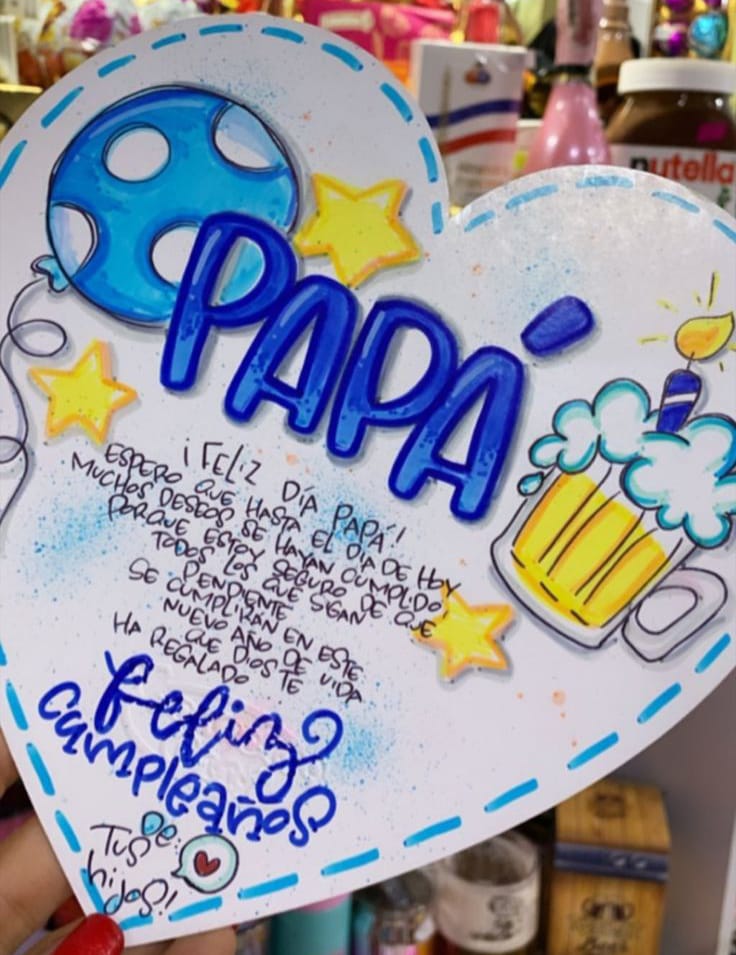 PAPÁ
¡FELIZ DÍA PAPÁ!
ESPERO QUE HASTA EL DÍA DE HOY
MUCHOS DESEOS SE HAYAN CUMPLIDO,
PORQUE ESTOY SEGURO DE QUE
TODOS LOS QUE SEAN
PENDIENTE
SE CUMPLIRÁN EN ESTE
NUEVO AÑO DE VIDA
QUE DIOS TE
HA REGALADO...
feliz
cumpleaños
De:
Tus
hijos!
nutella